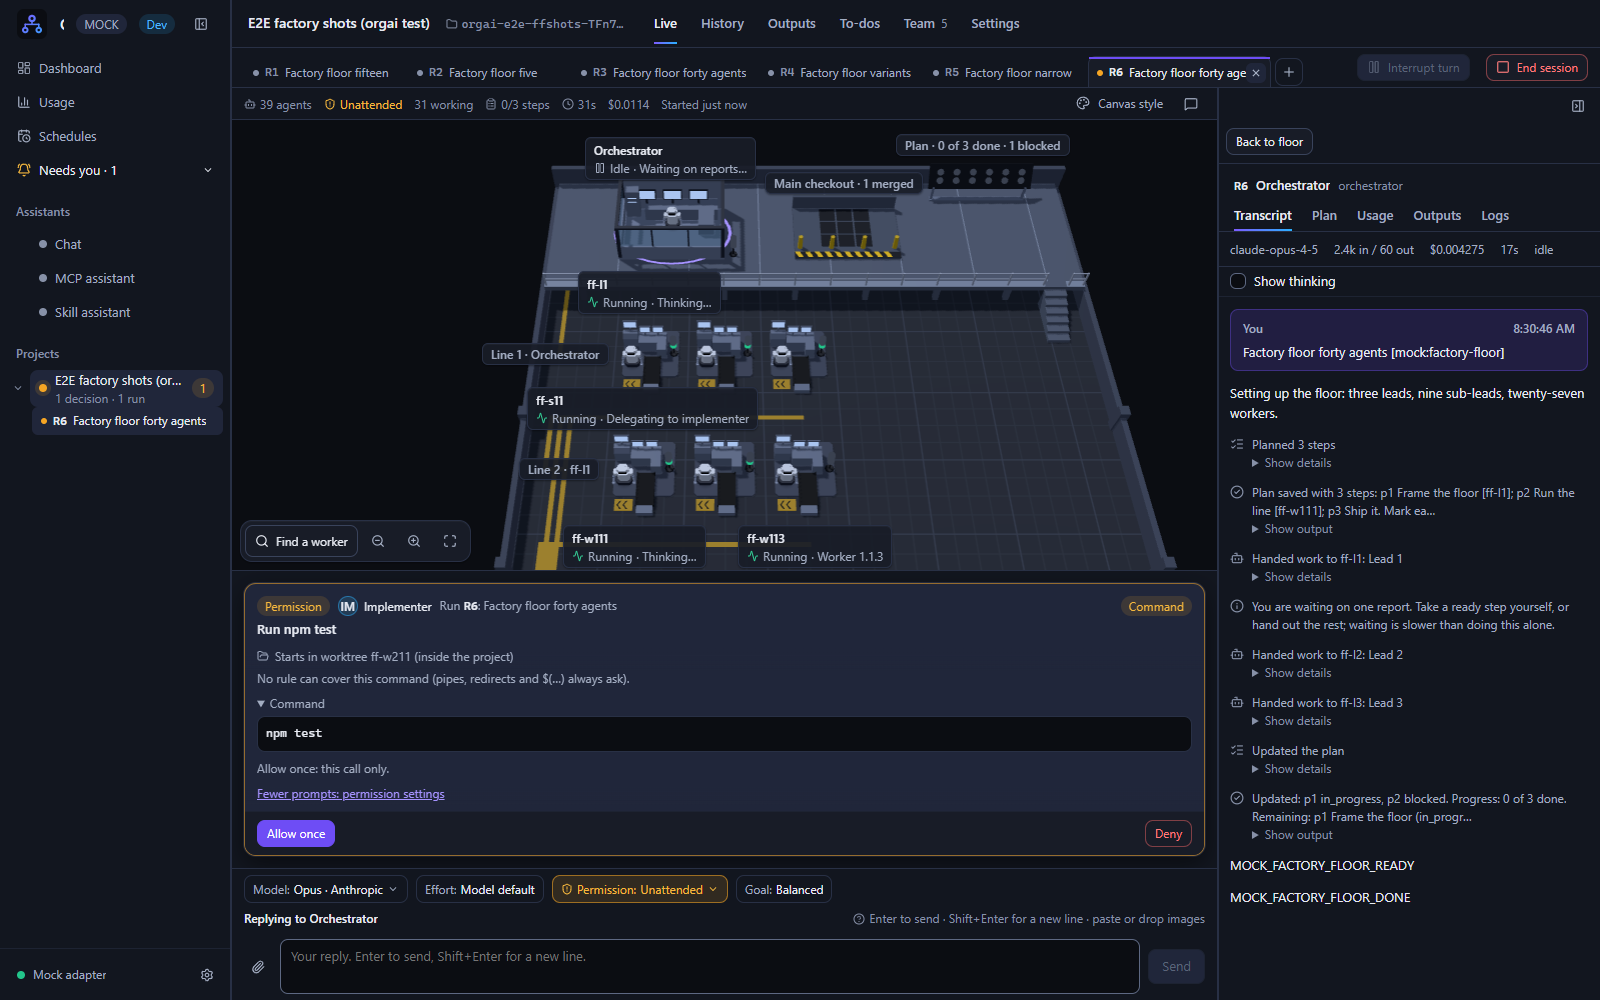 MOCK
Dev
Dashboard
Usage
Schedules
Needs you · 1
Assistants
Chat
MCP assistant
Skill assistant
Projects
E2E factory shots (or...
1 decision · 1 run
1
R6 Factory floor forty agents
Mock adapter
E2E factory shots (orgai test)
orgai-e2e-ffshots-TFn7...
Live
History
Outputs
To-dos
Team 5
Settings
R1 Factory floor fifteen
R2 Factory floor five
R3 Factory floor forty agents
R4 Factory floor variants
R5 Factory floor narrow
R6 Factory floor forty age
Interrupt turn
End session
39 agents
Unattended
31 working
0/3 steps
31s
$0.0114
Started just now
Canvas style
Orchestrator
Idle · Waiting on reports...
Plan · 0 of 3 done · 1 blocked
Main checkout · 1 merged
ff-l1
Running · Thinking...
Line 1 · Orchestrator
ff-s11
Running · Delegating to implementer
Line 2 · ff-l1
ff-w111
Running · Thinking...
ff-w113
Running · Worker 1.1.3
Find a worker
Permission
IM
Implementer
Run R6: Factory floor forty agents
Command
Run npm test
Starts in worktree ff-w211 (inside the project)
No rule can cover this command (pipes, redirects and $(...) always ask).
Command
npm test
Allow once: this call only.
Fewer prompts: permission settings
Allow once
Deny
Model: Opus · Anthropic
Effort: Model default
Permission: Unattended
Goal: Balanced
Replying to Orchestrator
Enter to send · Shift+Enter for a new line · paste or drop images
Your reply. Enter to send, Shift+Enter for a new line.
Send
Back to floor
R6 Orchestrator orchestrator
Transcript
Plan
Usage
Outputs
Logs
claude-opus-4-5
2.4k in / 60 out
$0.004275
17s
idle
Show thinking
You
8:30:46 AM
Factory floor forty agents [mock:factory-floor]
Setting up the floor: three leads, nine sub-leads, twenty-seven
workers.
Planned 3 steps
Show details
Plan saved with 3 steps: p1 Frame the floor [ff-l1]; p2 Run the
line [ff-w111]; p3 Ship it. Mark ea...
Show output
Handed work to ff-l1: Lead 1
Show details
You are waiting on one report. Take a ready step yourself, or
hand out the rest; waiting is slower than doing this alone.
Handed work to ff-l2: Lead 2
Show details
Handed work to ff-l3: Lead 3
Show details
Updated the plan
Show details
Updated: p1 in_progress, p2 blocked. Progress: 0 of 3 done.
Remaining: p1 Frame the floor (in_progr...
Show output
MOCK_FACTORY_FLOOR_READY
MOCK_FACTORY_FLOOR_DONE